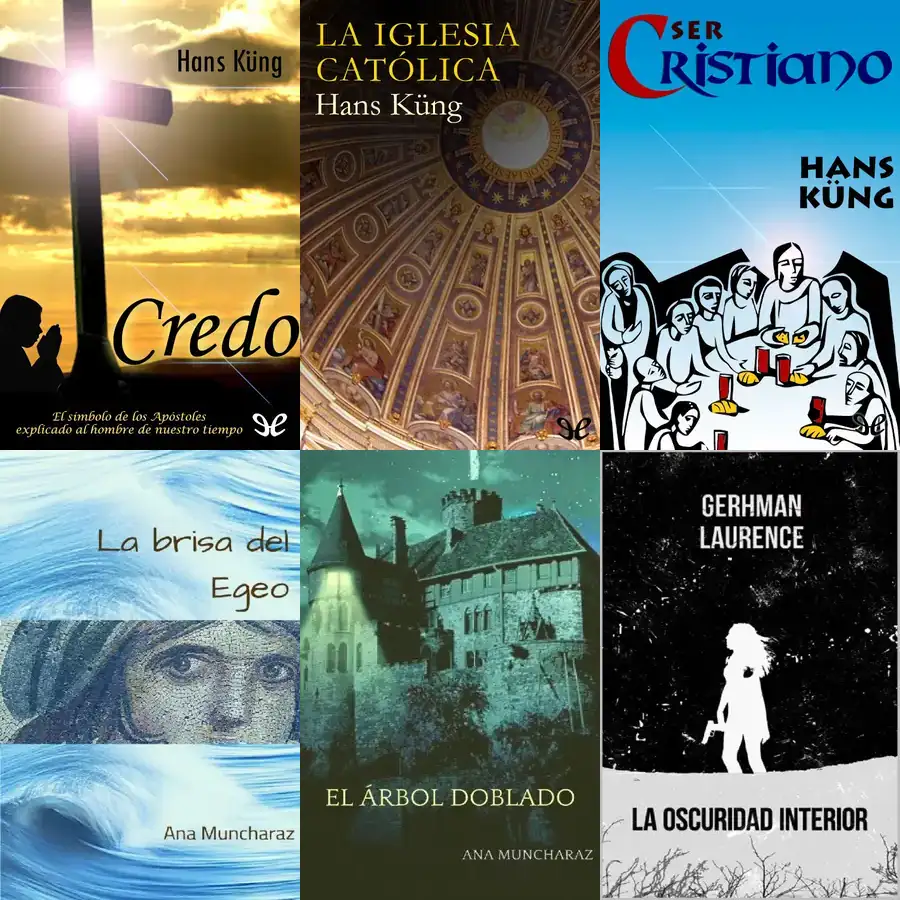 Hans Küng
Credo
El símbolo de los Apóstoles
explicado al hombre de nuestro tiempo
LA IGLESIA
CATÓLICA
Hans Küng
SER
CRISTIANO
HANS
KÜNG
La brisa del
Egeo
Ana Muncharaz
EL ÁRBOL DOBLADO
ANA MUNCHARAZ
GERHMAN
LAURENCE
LA OSCURIDAD INTERIOR